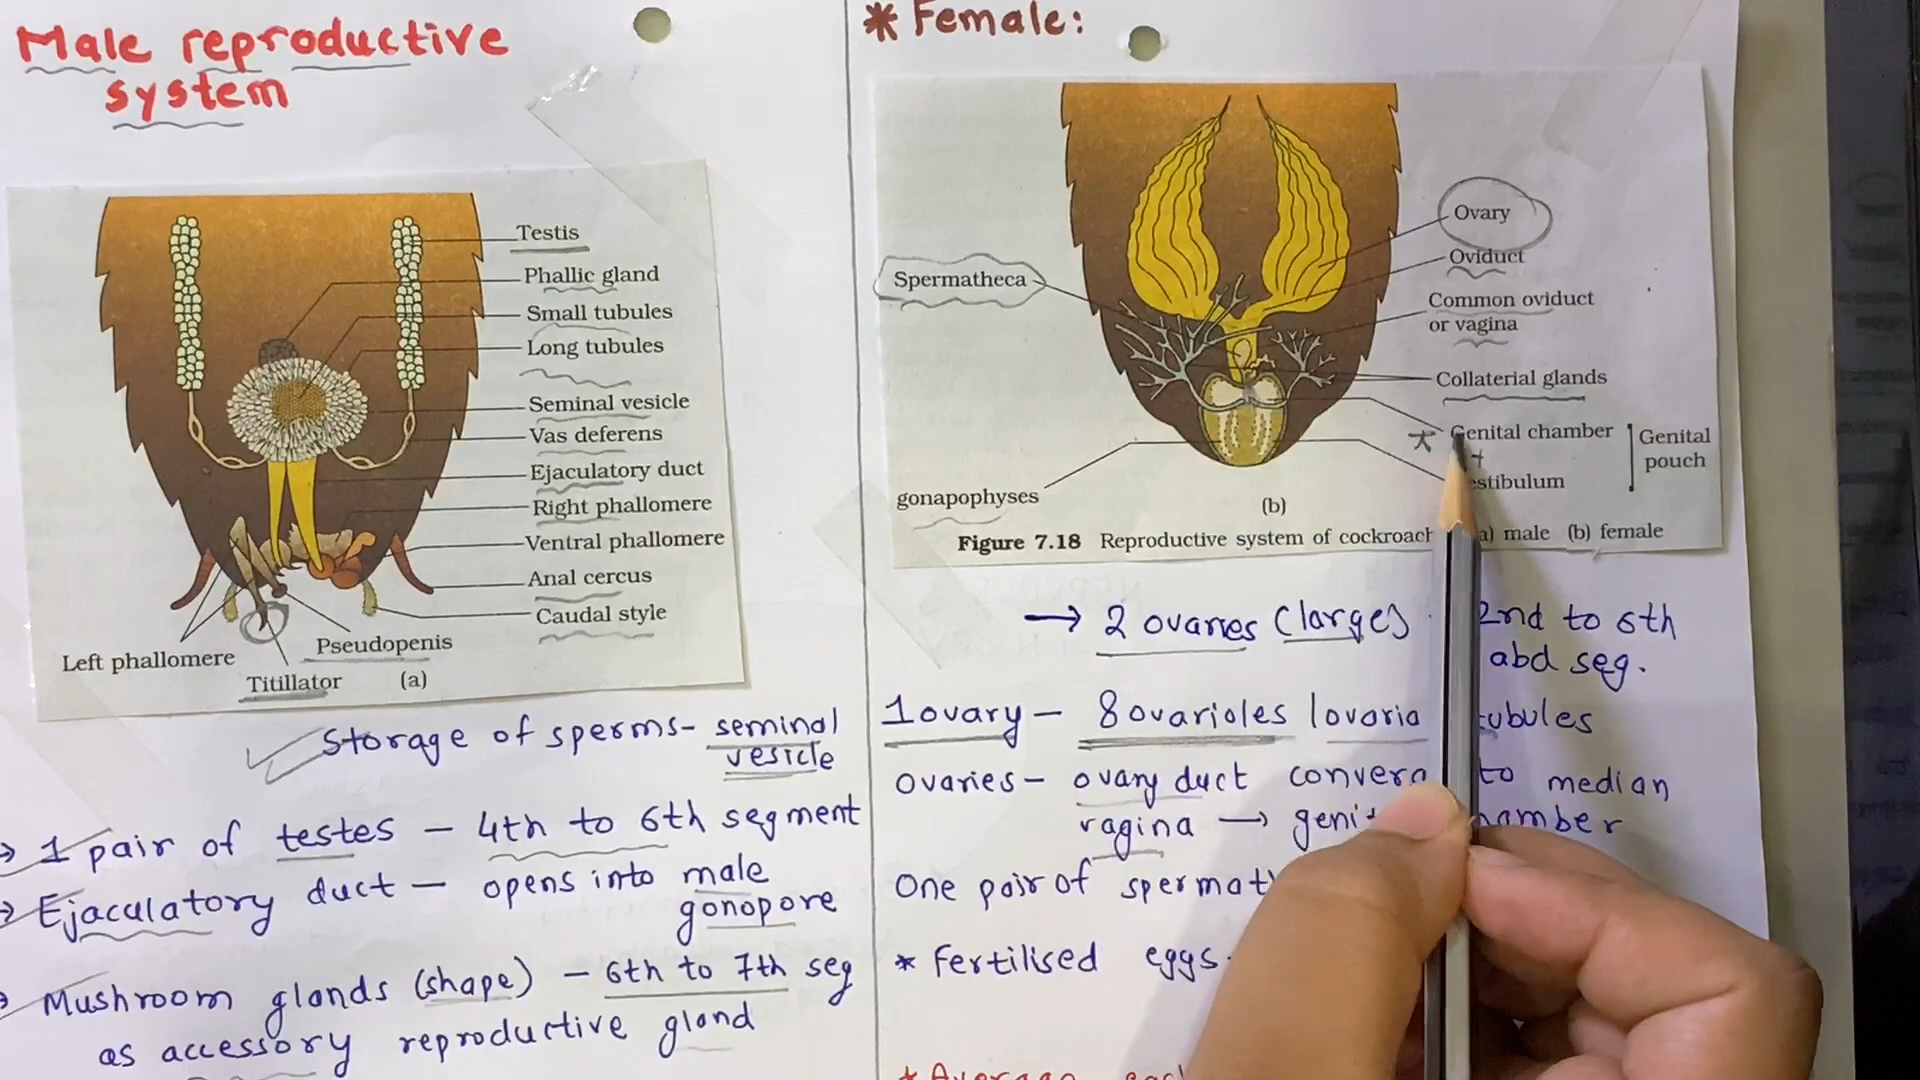 Male reproductive
system
Testis
Phallic gland
Small tubules
Long tubules
Seminal vesicle
Vas deferens
Ejaculatory duct
Right phallomere
Ventral phallomere
Anal cercus
Caudal style
Pseudopenis
Left phallomere
Titillator
(a)
Storage of sperms- seminal
vesicle
→ 1 pair of testes — 4th to 6th segment
→ Ejaculatory duct — opens into male
gonopore
Mushroom glands (shape) — 6th to 7th seg
as accessory reproductive gland
* Female:
Ovary
Oviduct
Spermatheca
Common oviduct
or vagina
Collaterial glands
* Genital chamber
+
Genital
pouch
gonapophyses
(b)
Figure 7.18 Reproductive system of cockroach a) male (b) female
→ 2 ovaries (large) 2nd to 6th
abd seg.
1 ovary — 8 ovarioles
ovaries — ovary duct to median
vagina →
One pair of
* Fertilised eggs